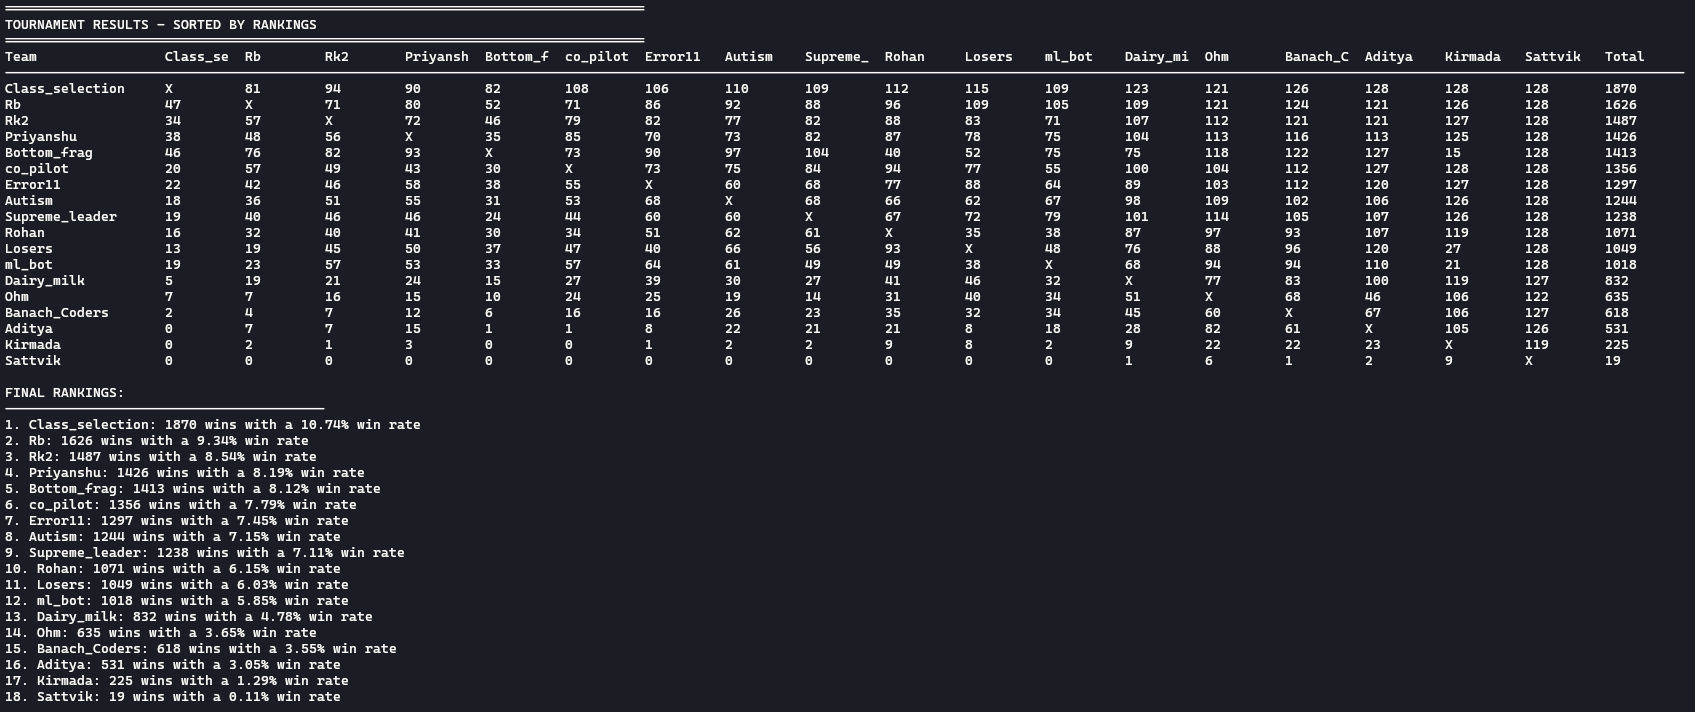 TOURNAMENT RESULTS - SORTED BY RANKINGS
Team Class_se Rb Rk2 Priyansh Bottom_f co_pilot Error11 Autism Supreme_ Rohan Losers ml_bot Dairy_mi Ohm Banach_C Aditya Kirmada Sattvik Total
Class_selection X 81 94 90 82 108 106 110 109 112 115 109 123 121 126 128 128 128 1870
Rb 47 X 71 80 52 71 86 92 88 96 109 105 109 121 124 121 126 128 1626
Rk2 34 57 X 72 46 79 82 77 82 88 83 71 107 112 121 121 127 128 1487
Priyanshu 38 48 56 X 35 85 70 73 82 87 78 75 104 113 116 113 125 128 1426
Bottom_frag 46 76 82 93 X 73 90 97 104 40 52 75 75 118 122 127 15 128 1413
co_pilot 20 57 49 43 30 X 73 75 84 94 77 55 100 104 112 127 128 128 1356
Error11 22 42 46 58 38 55 X 60 68 77 88 64 89 103 112 120 127 128 1297
Autism 18 36 51 55 31 53 68 X 68 66 62 67 98 109 102 106 126 128 1244
Supreme_leader 19 40 46 46 24 44 60 60 X 67 72 79 101 114 105 107 126 128 1238
Rohan 16 32 40 41 30 34 51 62 61 X 35 38 87 97 93 107 119 128 1071
Losers 13 19 45 50 37 47 40 66 56 93 X 48 76 88 96 120 27 128 1049
ml_bot 19 23 57 53 33 57 64 61 49 49 38 X 68 94 94 110 21 128 1018
Dairy_milk 5 19 21 24 15 27 39 30 27 41 46 32 X 77 83 100 119 127 832
Ohm 7 7 16 15 10 24 25 19 14 31 40 34 51 X 68 46 106 122 635
Banach_Coders 2 4 7 12 6 16 16 26 23 35 32 34 45 60 X 67 106 127 618
Aditya 0 7 7 15 1 1 8 22 21 21 8 18 28 82 61 X 105 126 531
Kirmada 0 2 1 3 0 0 1 2 2 9 8 2 9 22 22 23 X 119 225
Sattvik 0 0 0 0 0 0 0 0 0 0 0 0 1 6 1 2 9 X 19
FINAL RANKINGS:
1. Class_selection: 1870 wins with a 10.74% win rate
2. Rb: 1626 wins with a 9.34% win rate
3. Rk2: 1487 wins with a 8.54% win rate
4. Priyanshu: 1426 wins with a 8.19% win rate
5. Bottom_frag: 1413 wins with a 8.12% win rate
6. co_pilot: 1356 wins with a 7.79% win rate
7. Error11: 1297 wins with a 7.45% win rate
8. Autism: 1244 wins with a 7.15% win rate
9. Supreme_leader: 1238 wins with a 7.11% win rate
10. Rohan: 1071 wins with a 6.15% win rate
11. Losers: 1049 wins with a 6.03% win rate
12. ml_bot: 1018 wins with a 5.85% win rate
13. Dairy_milk: 832 wins with a 4.78% win rate
14. Ohm: 635 wins with a 3.65% win rate
15. Banach_Coders: 618 wins with a 3.55% win rate
16. Aditya: 531 wins with a 3.05% win rate
17. Kirmada: 225 wins with a 1.29% win rate
18. Sattvik: 19 wins with a 0.11% win rate